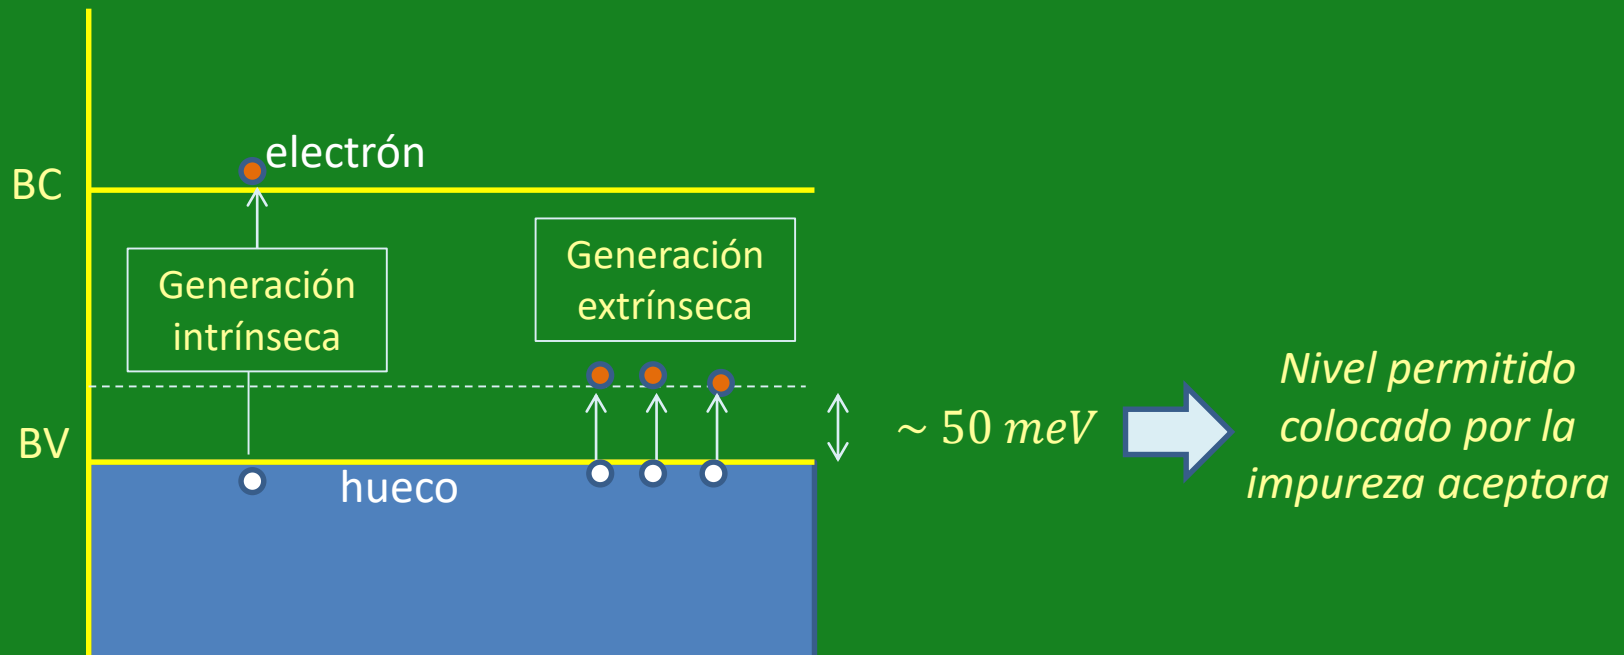 electrón
BC
Generación
intrínseca
Generación
extrínseca
BV
hueco
~ 50 meV
Nivel permitido
colocado por la
impureza aceptora